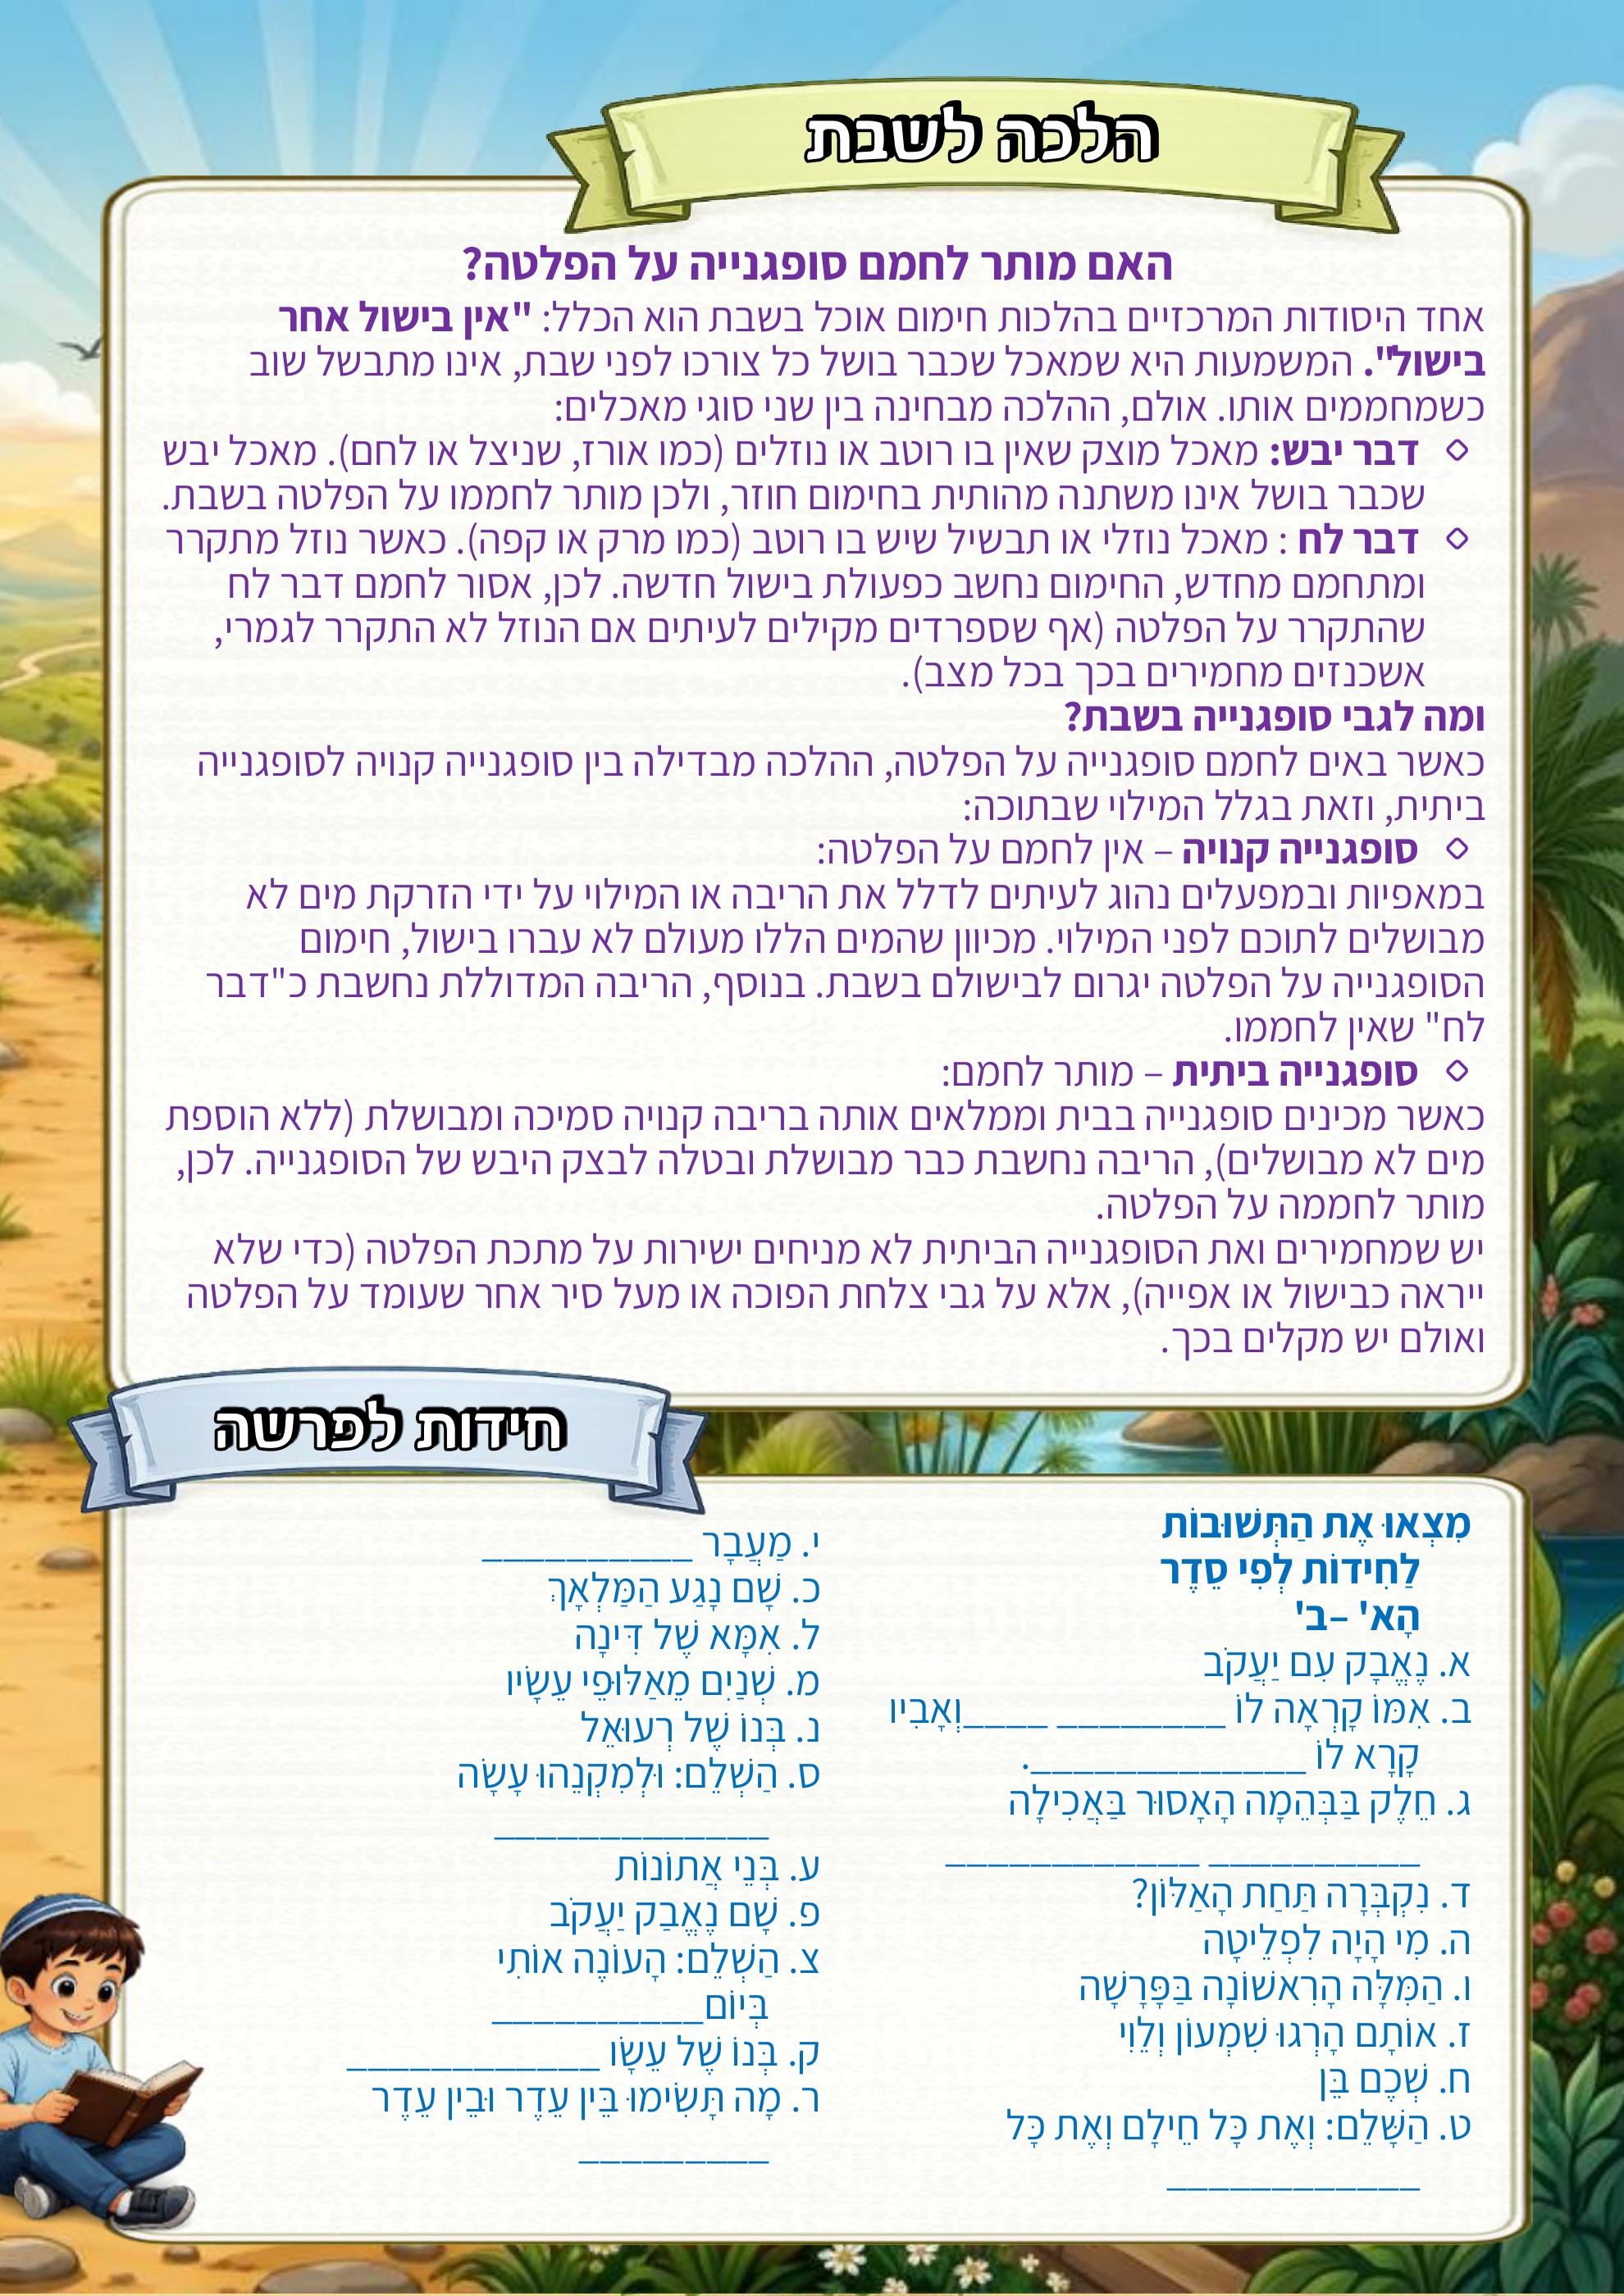 הלכה לשבת
האם מותר לחמם סופגנייה על הפלטה?
אחד היסודות המרכזיים בהלכות חימום אוכל בשבת הוא הכלל: "אין בישול אחר
בישול". המשמעות היא שמאכל שכבר בושל כל צורכו לפני שבת, אינו מתבשל שוב
כשמחממים אותו. אולם, ההלכה מבחינה בין שני סוגי מאכלים:
◇ דבר יבש: מאכל מוצק שאין בו רוטב או נוזלים (כמו אורז, שניצל או לחם). מאכל יבש
שכבר בושל אינו משתנה מהותית בחימום חוזר, ולכן מותר לחממו על הפלטה בשבת.
◇ דבר לח : מאכל נוזלי או תבשיל שיש בו רוטב (כמו מרק או קפה). כאשר נוזל מתקרר
ומתחמם מחדש, החימום נחשב כפעולת בישול חדשה. לכן, אסור לחמם דבר לח
שהתקרר על הפלטה (אף שספרדים מקילים לעיתים אם הנוזל לא התקרר לגמרי,
אשכנזים מחמירים בכך בכל מצב).
ומה לגבי סופגנייה בשבת?
כאשר באים לחמם סופגנייה על הפלטה, ההלכה מבדילה בין סופגנייה קנויה לסופגנייה
ביתית, וזאת בגלל המילוי שבתוכה:
◇ סופגנייה קנויה – אין לחמם על הפלטה:
במאפיות ובמפעלים נהוג לעיתים לדלל את הריבה או המילוי על ידי הזרקת מים לא
מבושלים לתוכם לפני המילוי. מכיוון שהמים הללו מעולם לא עברו בישול, חימום
הסופגנייה על הפלטה יגרום לבישולם בשבת. בנוסף, הריבה המדוללת נחשבת כ"דבר
לח" שאין לחממו.
◇ סופגנייה ביתית – מותר לחמם:
כאשר מכינים סופגנייה בבית וממלאים אותה בריבה קנויה סמיכה ומבושלת (ללא הוספת
מים לא מבושלים), הריבה נחשבת כבר מבושלת ובטלה לבצק היבש של הסופגנייה. לכן,
מותר לחממה על הפלטה.
יש שמחמירים ואת הסופגנייה הביתית לא מניחים ישירות על מתכת הפלטה (כדי שלא
ייראה כבישול או אפייה), אלא על גבי צלחת הפוכה או מעל סיר אחר שעומד על הפלטה
ואולם יש מקלים בכך.
חידות לפרשה
מִצְאוּ אֶת הַתְּשׁוּבוֹת
לַחִידוֹת לְפִי סֵדֶר
הָא' –ב'
א. נֶאֱבָק עִם יַעֲקֹב
ב. אִמּוֹ קָרְאָה לוֹ ________ ____וְאָבִיו
קָרָא לוֹ _____________.
ג. חֵלֶק בַּבְּהֵמָה הָאָסוּר בַּאֲכִילָה
__________ ____________
ד. נִקְבְּרָה תַּחַת הָאַלּוֹן?
ה. מִי הָיָה לִפְלֵיטָה
ו. הַמִּלָּה הָרִאשׁוֹנָה בַּפָּרָשָׁה
ז. אוֹתָם הָרְגוּ שִׁמְעוֹן וְלֵוִי
ח. שְׁכֶם בֵּן
ט. הַשָּׁלֵם: וְאֶת כָּל חֵילָם וְאֶת כָּל
____________
י. מַעֲבָר __________
כ. שָׁם נָגַע הַמַּלְאָךְ
ל. אִמָּא שֶׁל דִּינָה
מ. שְׁנַיִם מֵאַלּוּפֵי עֵשָׂיו
נ. בְּנוֹ שֶׁל רְעוּאֵל
ס. הַשְׁלֵם: וּלְמִקְנֵהוּ עָשָׂה
_____________
ע. בְּנֵי אֲתוֹנוֹת
פ. שָׁם נֶאֱבַק יַעֲקֹב
צ. הַשְׁלֵם: הָעוֹנֶה אוֹתִי
בְּיוֹם__________
ק. בְּנוֹ שֶׁל עֵשָׂו ____________
ר. מָה תָּשִׂימוּ בֵּין עֵדֶר וּבֵין עֵדֶר
_________